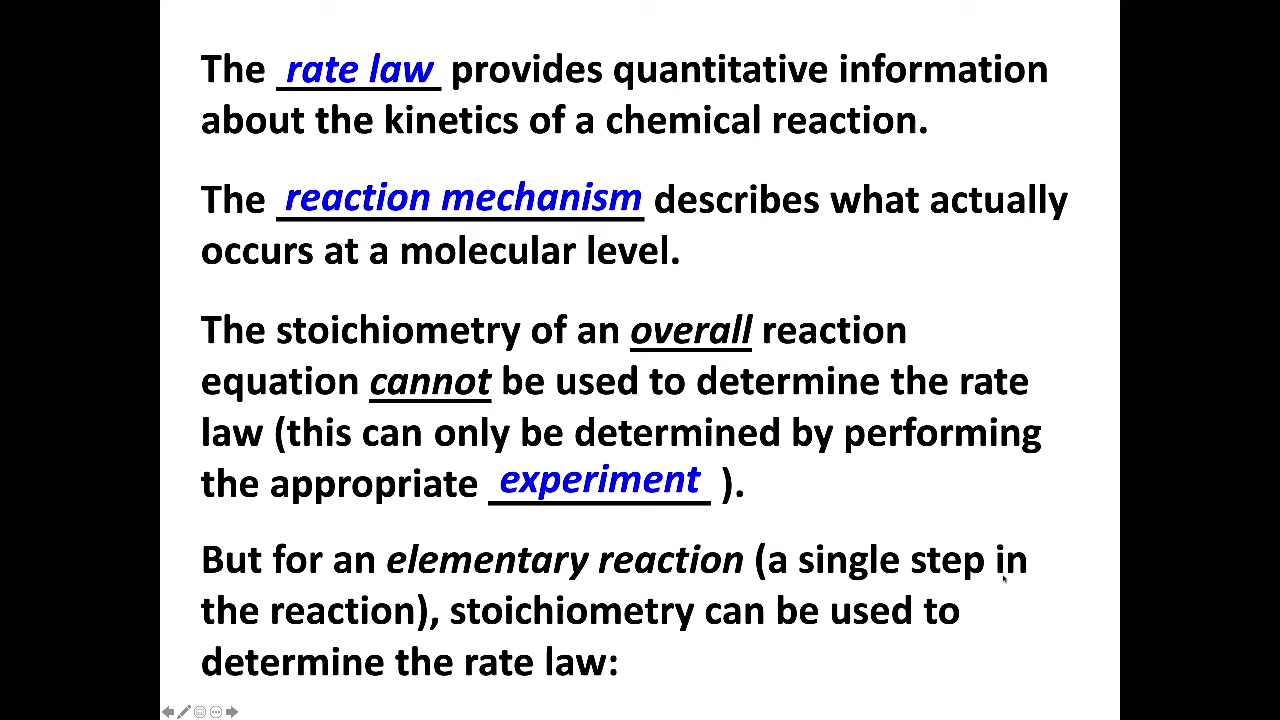 The rate law provides quantitative information
about the kinetics of a chemical reaction.
The reaction mechanism describes what actually
occurs at a molecular level.
The stoichiometry of an overall reaction
equation cannot be used to determine the rate
law (this can only be determined by performing
the appropriate experiment ).
But for an elementary reaction (a single step in
the reaction), stoichiometry can be used to
determine the rate law: